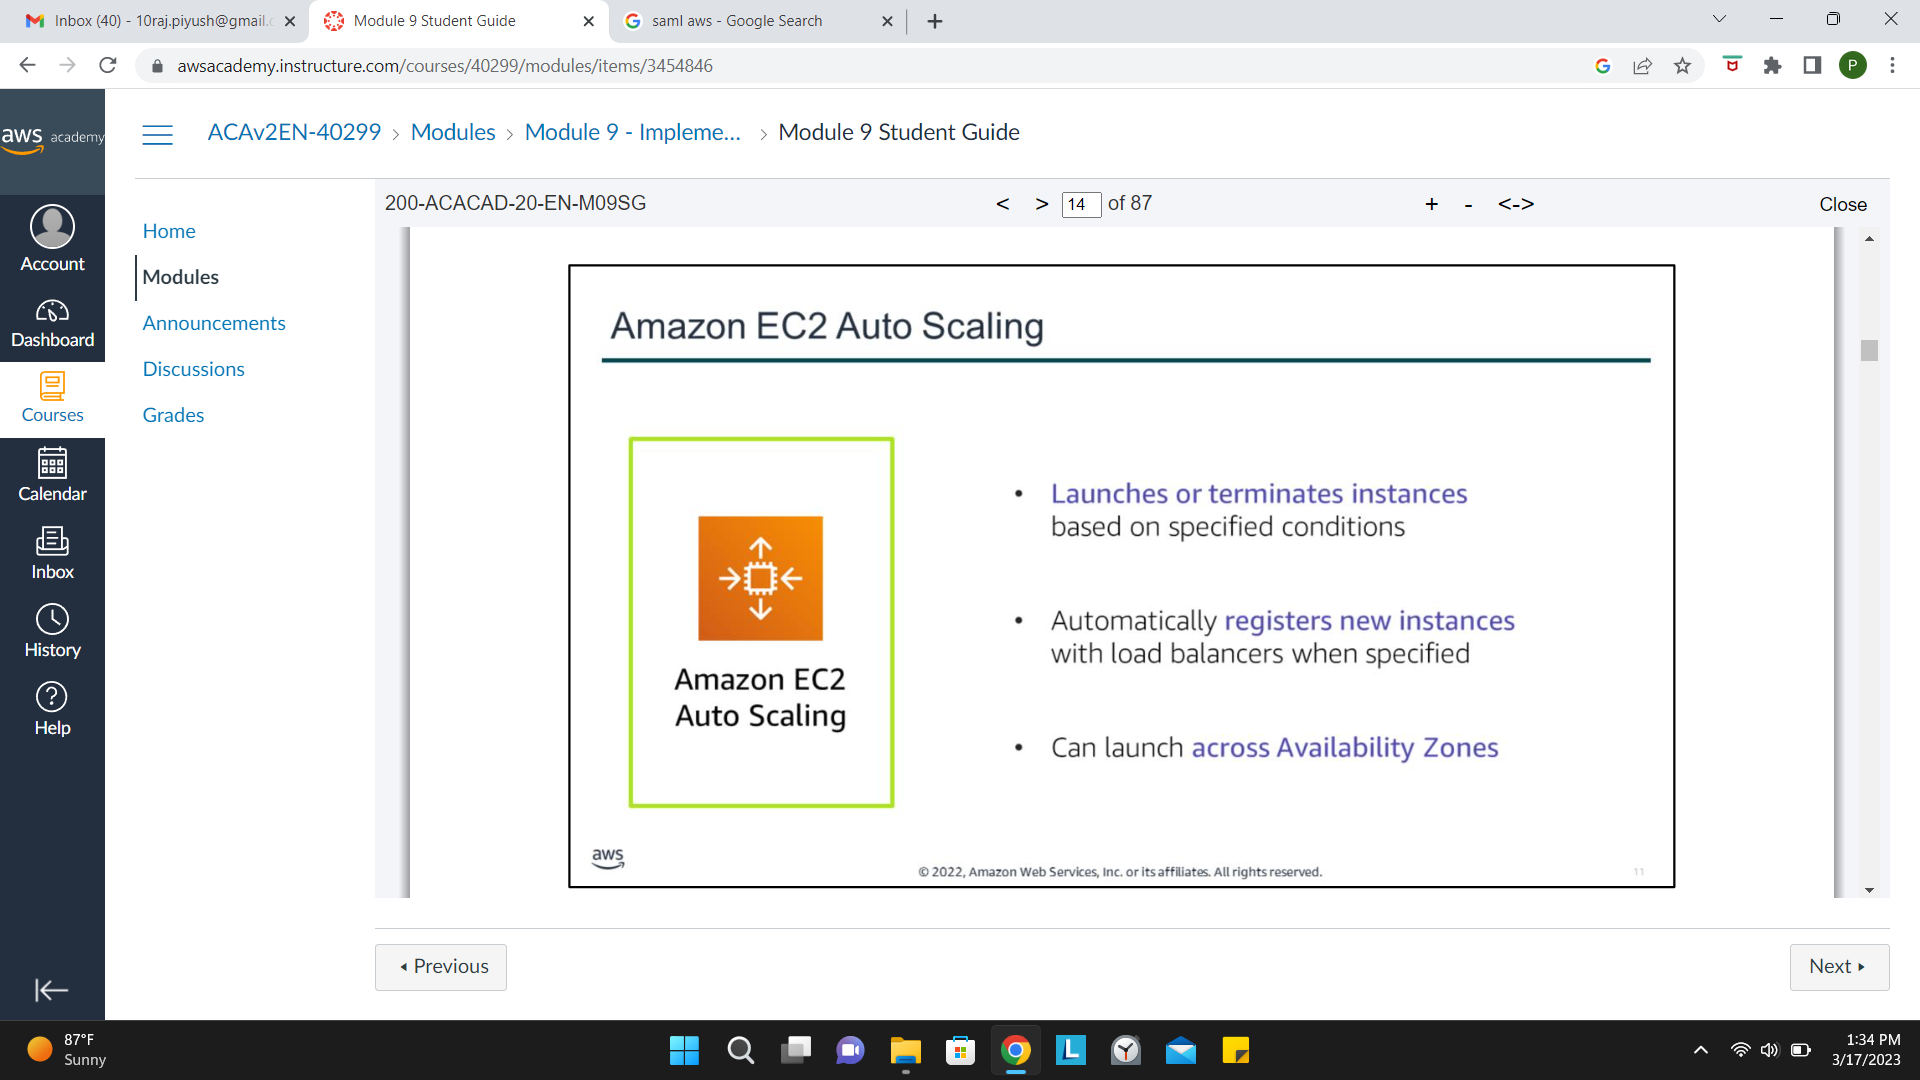 Inbox (40) - 10raj.piyush@gmail.c
Module 9 Student Guide
saml aws - Google Search
awsacademy.instructure.com/courses/40299/modules/items/3454846
P
aws academy
ACAv2EN-40299 > Modules > Module 9 - Impleme... > Module 9 Student Guide
Account
Dashboard
Courses
Calendar
Inbox
History
Help
Home
Modules
Announcements
Discussions
Grades
200-ACACAD-20-EN-M09SG
< > 14 of 87
+ - <->
Close
Amazon EC2 Auto Scaling
Amazon EC2
Auto Scaling
• Launches or terminates instances
based on specified conditions
• Automatically registers new instances
with load balancers when specified
• Can launch across Availability Zones
aws
© 2022, Amazon Web Services, Inc. or its affiliates. All rights reserved.
11
Previous
Next
87°F
Sunny
1:34 PM
3/17/2023